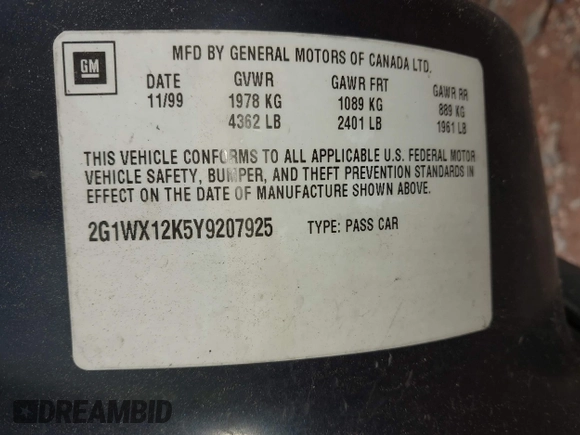 GM
MFD BY GENERAL MOTORS OF CANADA LTD.
DATE GVWR GAWR FRT GAWR RR
11/99 1978 KG 1089 KG 889 KG
4362 LB 2401 LB 1961 LB
THIS VEHICLE CONFORMS TO ALL APPLICABLE U.S. FEDERAL MOTOR
VEHICLE SAFETY, BUMPER, AND THEFT PREVENTION STANDARDS IN
EFFECT ON THE DATE OF MANUFACTURE SHOWN ABOVE.
2G1WX12K5Y9207925 TYPE: PASS CAR
DREAMBID